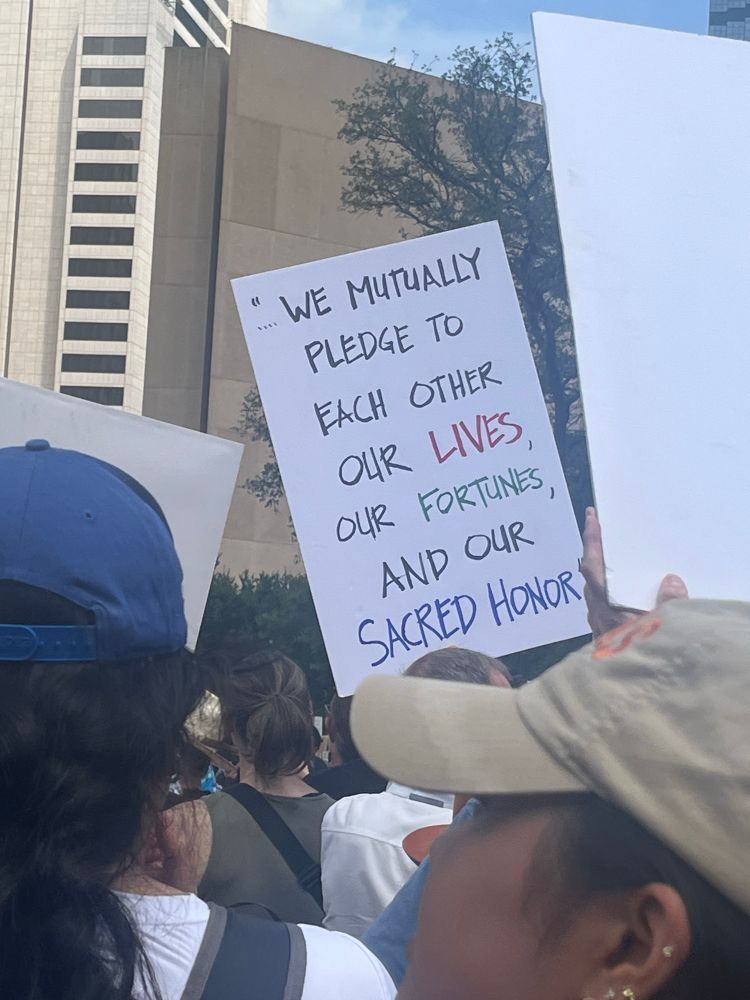 "....WE MUTUALLY
PLEDGE TO
EACH OTHER
OUR LIVES,
OUR FORTUNES,
AND OUR
SACRED HONOR"